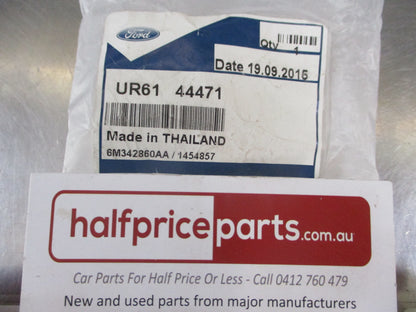 Ford
Qty 1
Date 19.09.2016
UR61 44471
Made in THAILAND
6M342860AA / 1454857
halfpriceparts.com.au
Car Parts For Half Price Or Less - Call 0412 760 479
New and used parts from major manufacturers